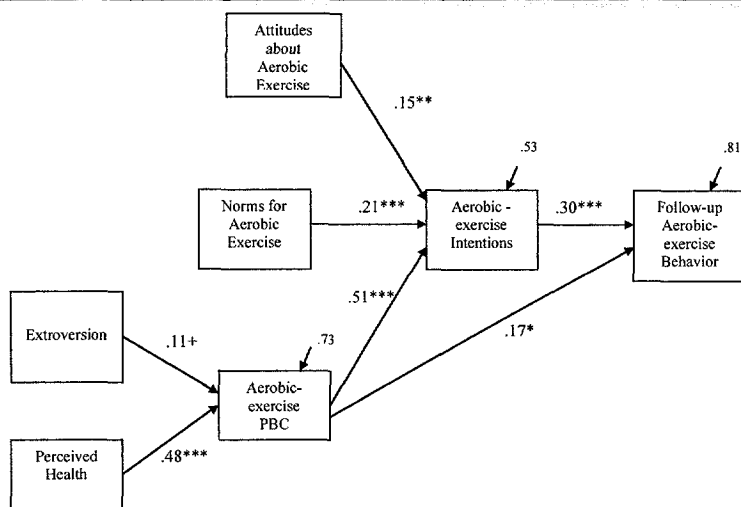 Attitudes
about
Aerobic
Exercise
.15**
.53
.81
Norms for
Aerobic
Exercise
.21***
Aerobic -
exercise
Intentions
.30***
Follow-up
Aerobic-
exercise
Behavior
.51***
.17*
Extroversion
.11+
.73
Aerobic-
exercise
PBC
Perceived
Health
.48***